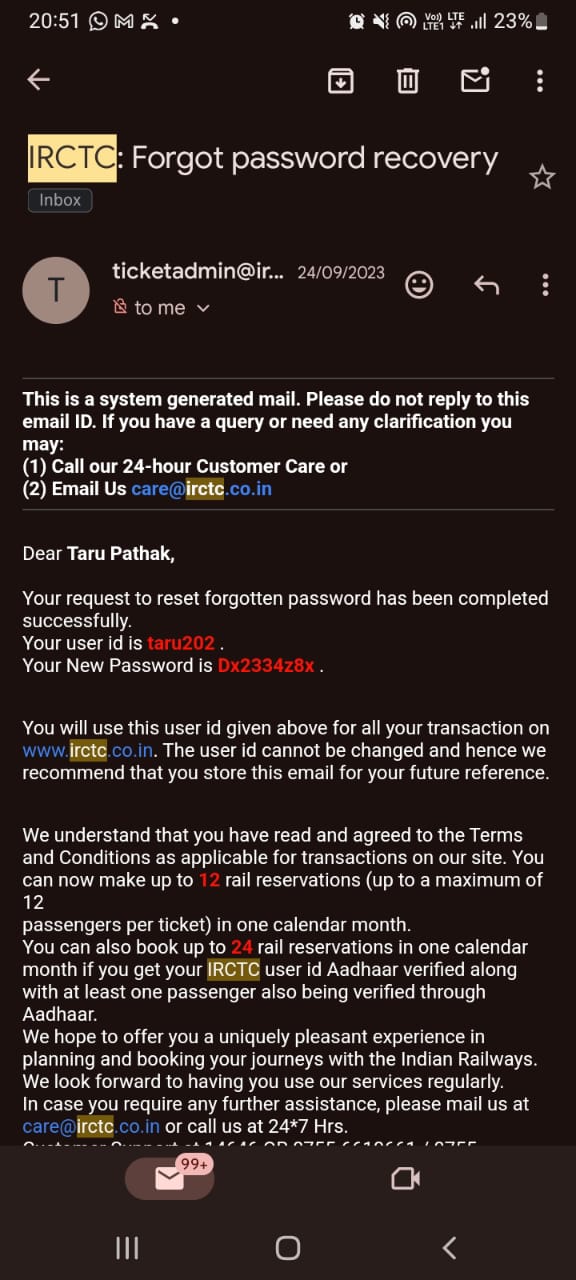 20:51
Vo) LTE
LTE1
23%
IRCTC: Forgot password recovery
Inbox
T
ticketadmin@ir... 24/09/2023
to me
This is a system generated mail. Please do not reply to this
email ID. If you have a query or need any clarification you
may:
(1) Call our 24-hour Customer Care or
(2) Email Us care@irctc.co.in
Dear Taru Pathak,
Your request to reset forgotten password has been completed
successfully.
Your user id is taru202 .
Your New Password is Dx2334z8x .
You will use this user id given above for all your transaction on
www.irctc.co.in. The user id cannot be changed and hence we
recommend that you store this email for your future reference.
We understand that you have read and agreed to the Terms
and Conditions as applicable for transactions on our site. You
can now make up to 12 rail reservations (up to a maximum of
12
passengers per ticket) in one calendar month.
You can also book up to 24 rail reservations in one calendar
month if you get your IRCTC user id Aadhaar verified along
with at least one passenger also being verified through
Aadhaar.
We hope to offer you a uniquely pleasant experience in
planning and booking your journeys with the Indian Railways.
We look forward to having you use our services regularly.
In case you require any further assistance, please mail us at
care@irctc.co.in or call us at 24*7 Hrs.
99+